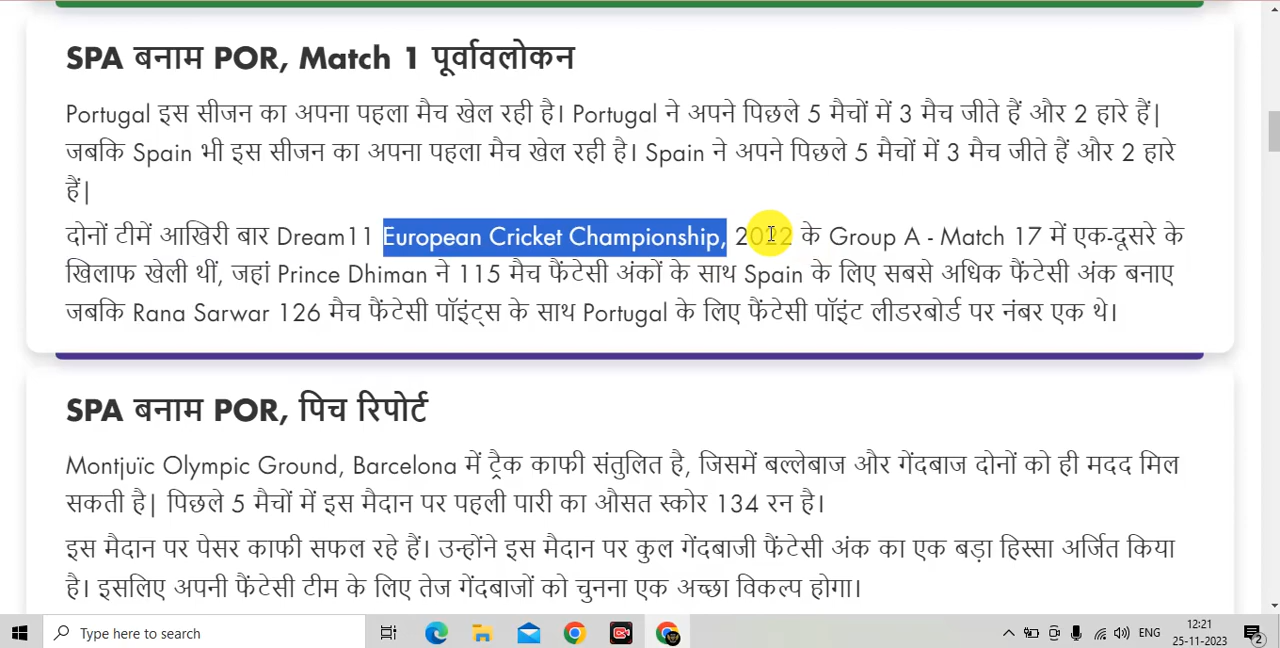 SPA बनाम POR, Match 1 पूर्वावलोकन
Portugal इस सीजन का अपना पहला मैच खेल रही है। Portugal ने अपने पिछले 5 मैचों में 3 मैच जीते हैं और 2 हारे हैं|
जबकि Spain भी इस सीजन का अपना पहला मैच खेल रही है। Spain ने अपने पिछले 5 मैचों में 3 मैच जीते हैं और 2 हारे
हैं|
दोनों टीमें आखिरी बार Dream11 European Cricket Championship, 2022 के Group A - Match 17 में एक-दूसरे के
खिलाफ खेली थीं, जहां Prince Dhiman ने 115 मैच फैंटेसी अंकों के साथ Spain के लिए सबसे अधिक फैंटेसी अंक बनाए
जबकि Rana Sarwar 126 मैच फैंटेसी पॉइंट्स के साथ Portugal के लिए फैंटेसी पॉइंट लीडरबोर्ड पर नंबर एक थे।
SPA बनाम POR, पिच रिपोर्ट
Montjuïc Olympic Ground, Barcelona में ट्रैक काफी संतुलित है, जिसमें बल्लेबाज और गेंदबाज दोनों को ही मदद मिल
सकती है| पिछले 5 मैचों में इस मैदान पर पहली पारी का औसत स्कोर 134 रन है।
इस मैदान पर पेसर काफी सफल रहे हैं। उन्होंने इस मैदान पर कुल गेंदबाजी फैंटेसी अंक का एक बड़ा हिस्सा अर्जित किया
है। इसलिए अपनी फैंटेसी टीम के लिए तेज गेंदबाजों को चुनना एक अच्छा विकल्प होगा।
Type here to search
ENG
12:21
25-11-2023
2